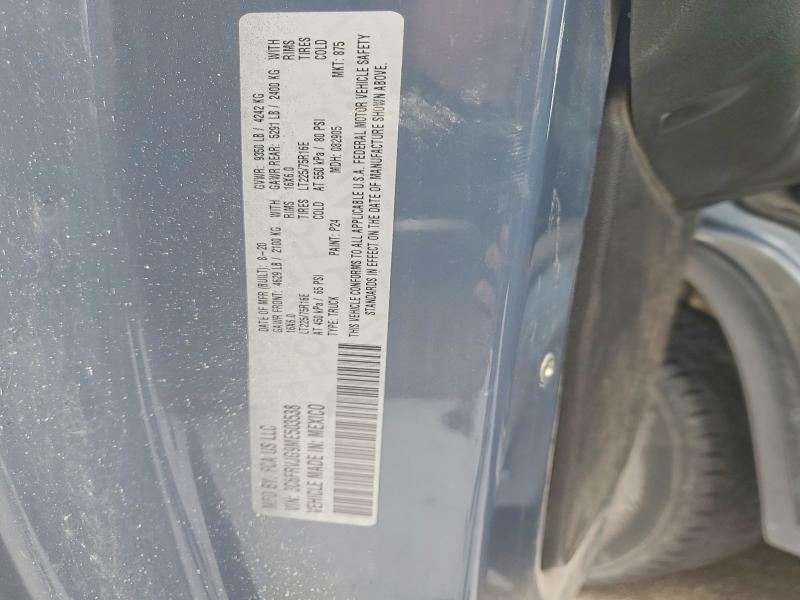 MFD BY: FCA US LLC
DATE OF MFR (BUILT): 8-20 GVWR: 9350 LB / 4242 KG
GAWR FRONT: 4629 LB / 2100 KG WITH GAWR REAR: 5291 LB / 2400 KG WITH
16X6.0 RIMS 16X6.0 RIMS
LT225/75R16E TIRES LT225/75R16E TIRES
AT 450 kPa / 65 PSI COLD AT 550 kPa / 80 PSI COLD
VIN: 3C6FRVJG9ME503538
TYPE: TRUCK PAINT: P24 MDH: 082905 MKT: 875
VEHICLE MADE IN: MEXICO
THIS VEHICLE CONFORMS TO ALL APPLICABLE U.S.A. FEDERAL MOTOR VEHICLE SAFETY
STANDARDS IN EFFECT ON THE DATE OF MANUFACTURE SHOWN ABOVE.